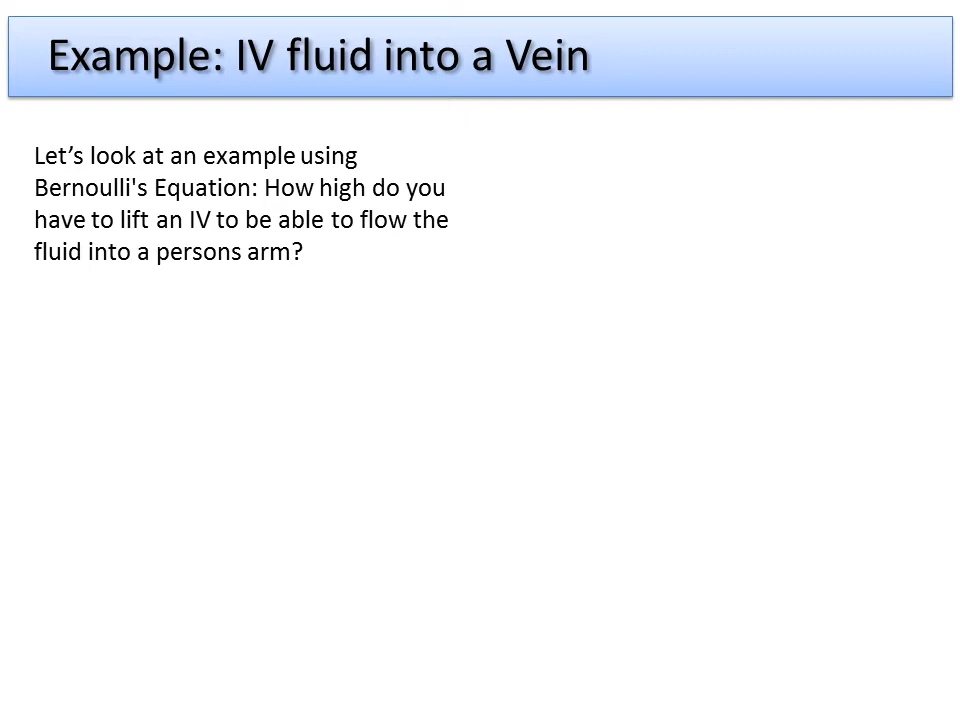 Example: IV fluid into a Vein
Let’s look at an example using
Bernoulli's Equation: How high do you
have to lift an IV to be able to flow the
fluid into a persons arm?